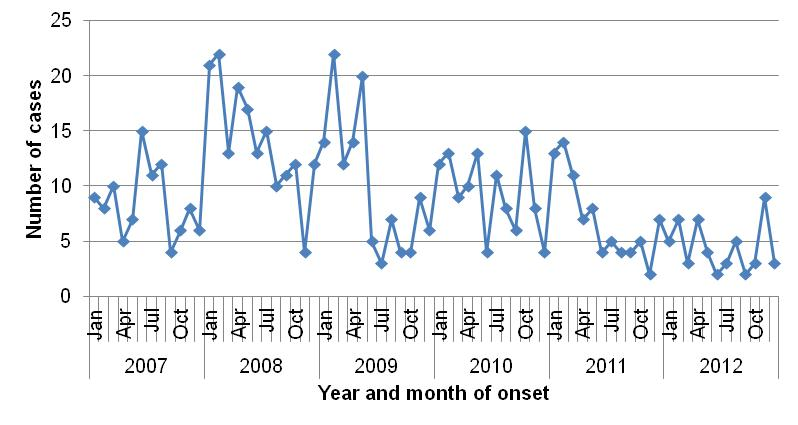 25
20
15
10
5
0
Number of cases
Jan Apr Jul Oct Jan Apr Jul Oct Jan Apr Jul Oct Jan Apr Jul Oct Jan Apr Jul Oct Jan Apr Jul Oct
2007 2008 2009 2010 2011 2012
Year and month of onset